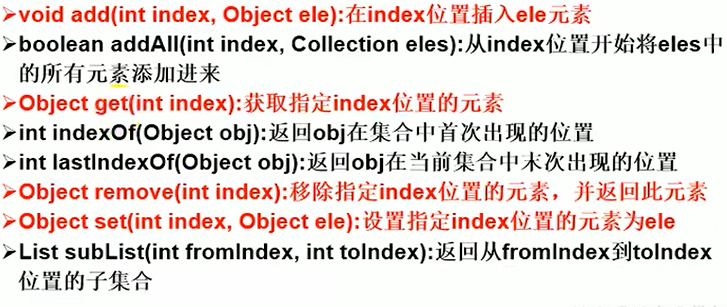 ➤void add(int index, Object ele):在index位置插入ele元素
➤boolean addAll(int index, Collection eles):从index位置开始将eles中
的所有元素添加进来
➤Object get(int index):获取指定index位置的元素
➤int indexOf(Object obj):返回obj在集合中首次出现的位置
➤int lastIndexOf(Object obj):返回obj在当前集合中末次出现的位置
➤Object remove(int index):移除指定index位置的元素，并返回此元素
➤Object set(int index, Object ele):设置指定index位置的元素为ele
➤List subList(int fromIndex, int toIndex):返回从fromIndex到toIndex
位置的子集合